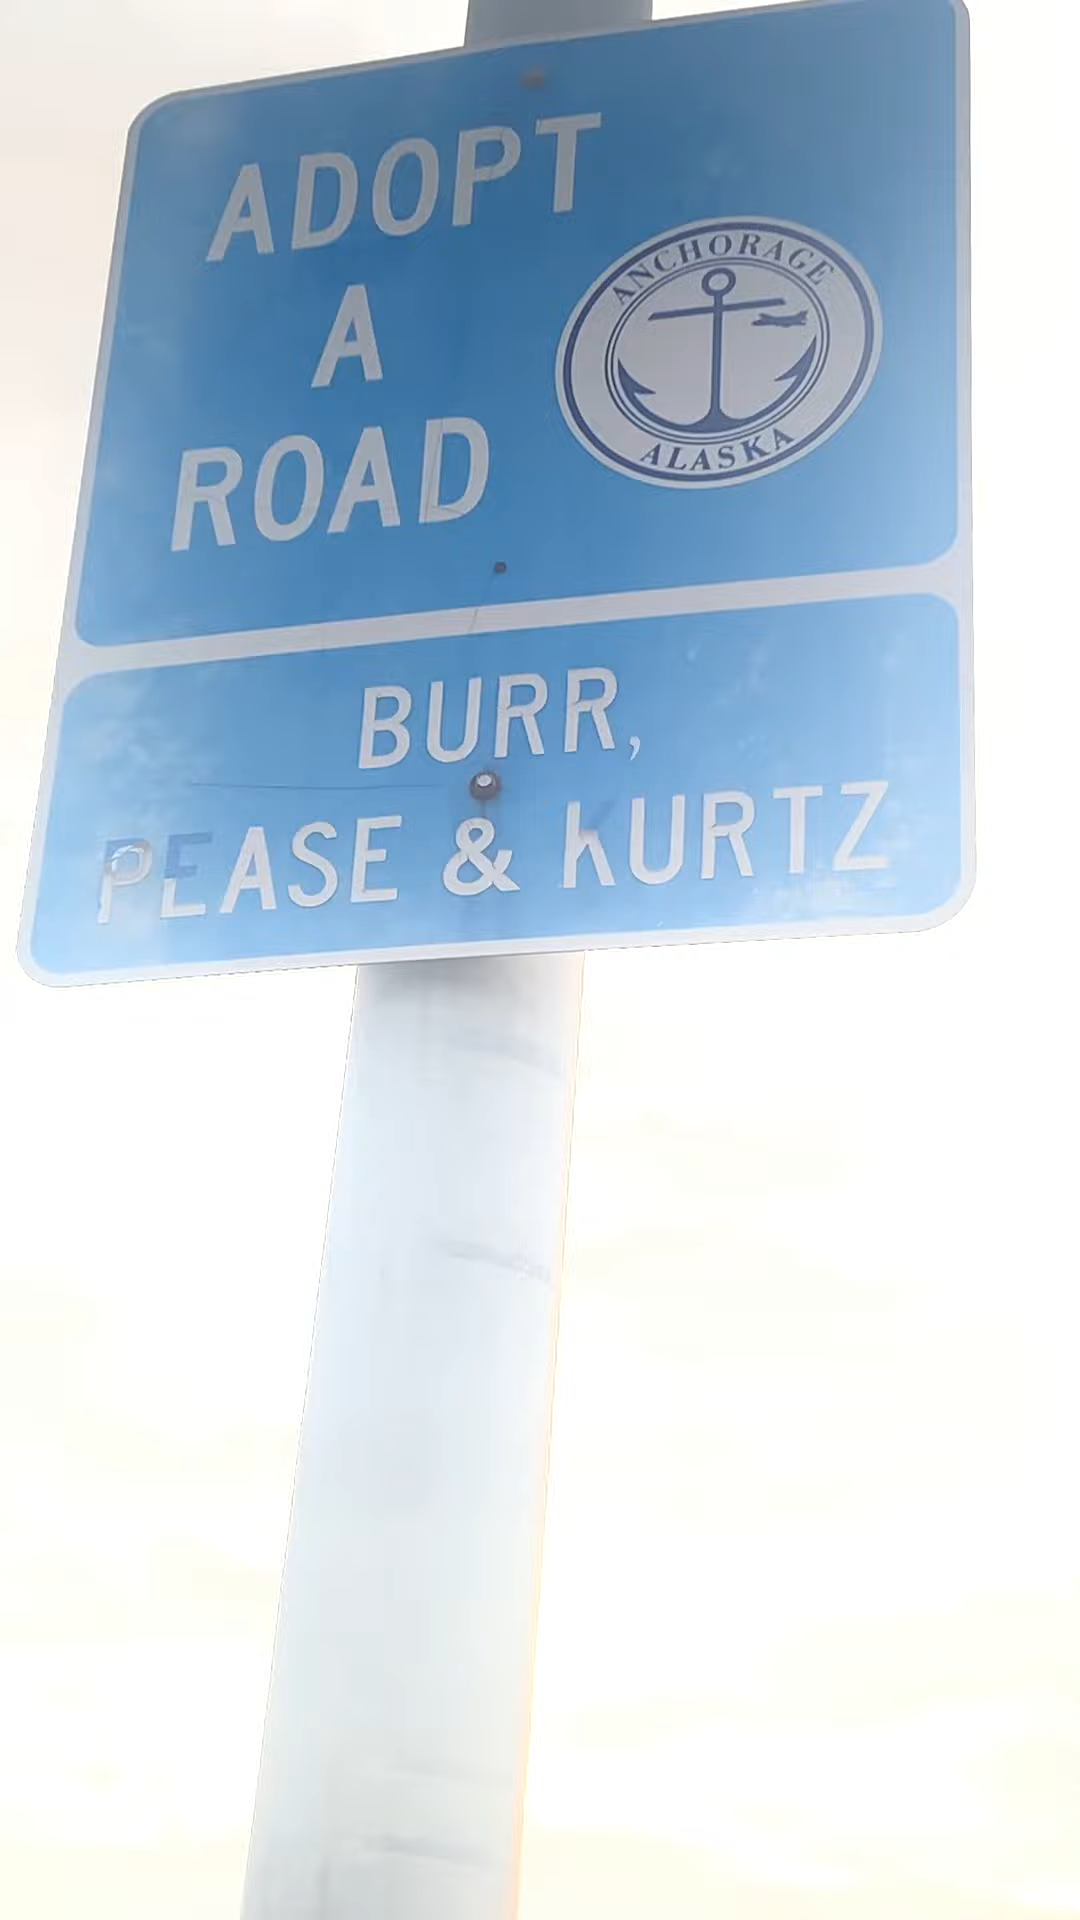 ADOPT
A
ROAD
ANCHORAGE
ALASKA
BURR,
PEASE & KURTZ